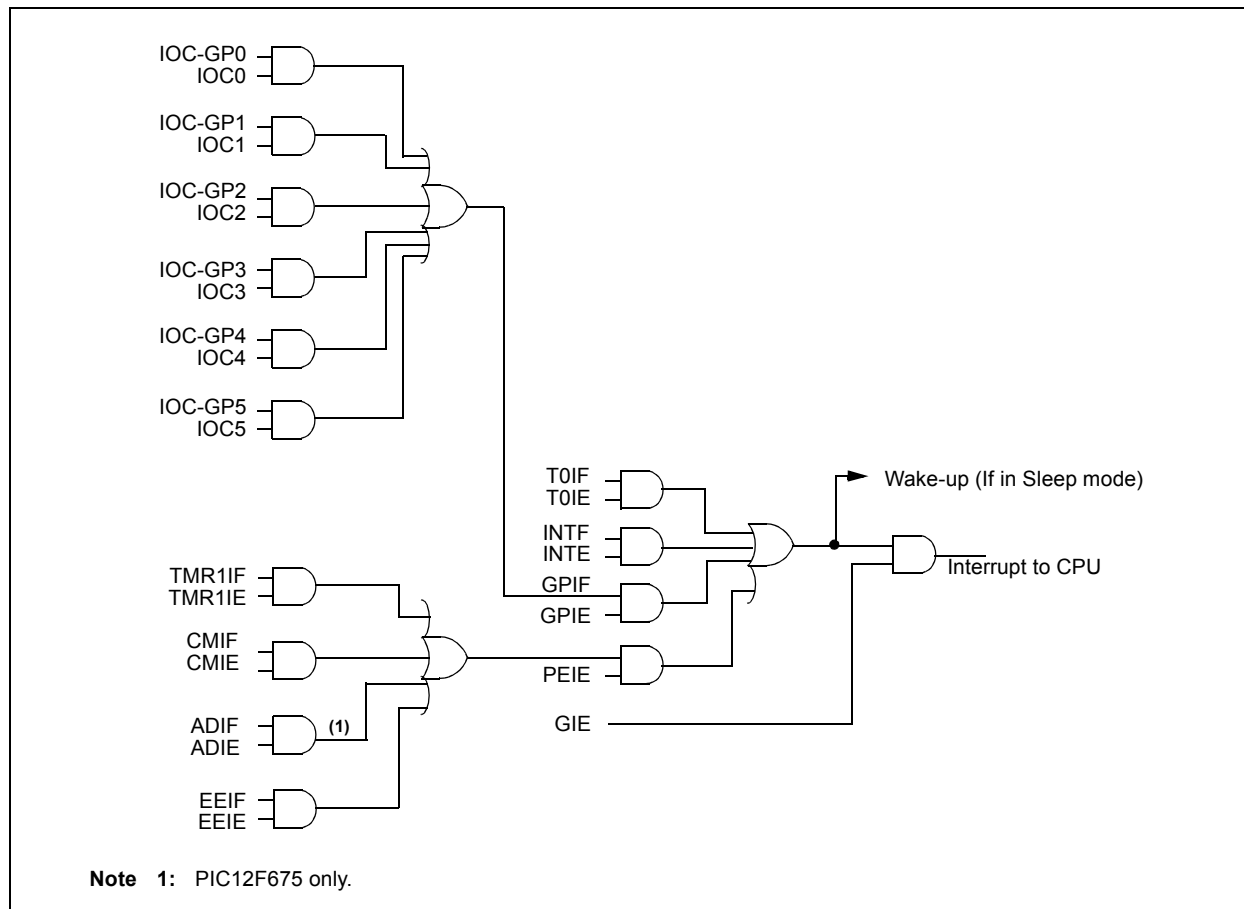 IOC-GP0
IOC0
IOC-GP1
IOC1
IOC-GP2
IOC2
IOC-GP3
IOC3
IOC-GP4
IOC4
IOC-GP5
IOC5
T0IF
T0IE
Wake-up (If in Sleep mode)
INTF
INTE
Interrupt to CPU
TMR1IF
TMR1IE
GPIF
GPIE
CMIF
CMIE
PEIE
ADIF
ADIE
(1)
GIE
EEIF
EEIE
Note 1: PIC12F675 only.